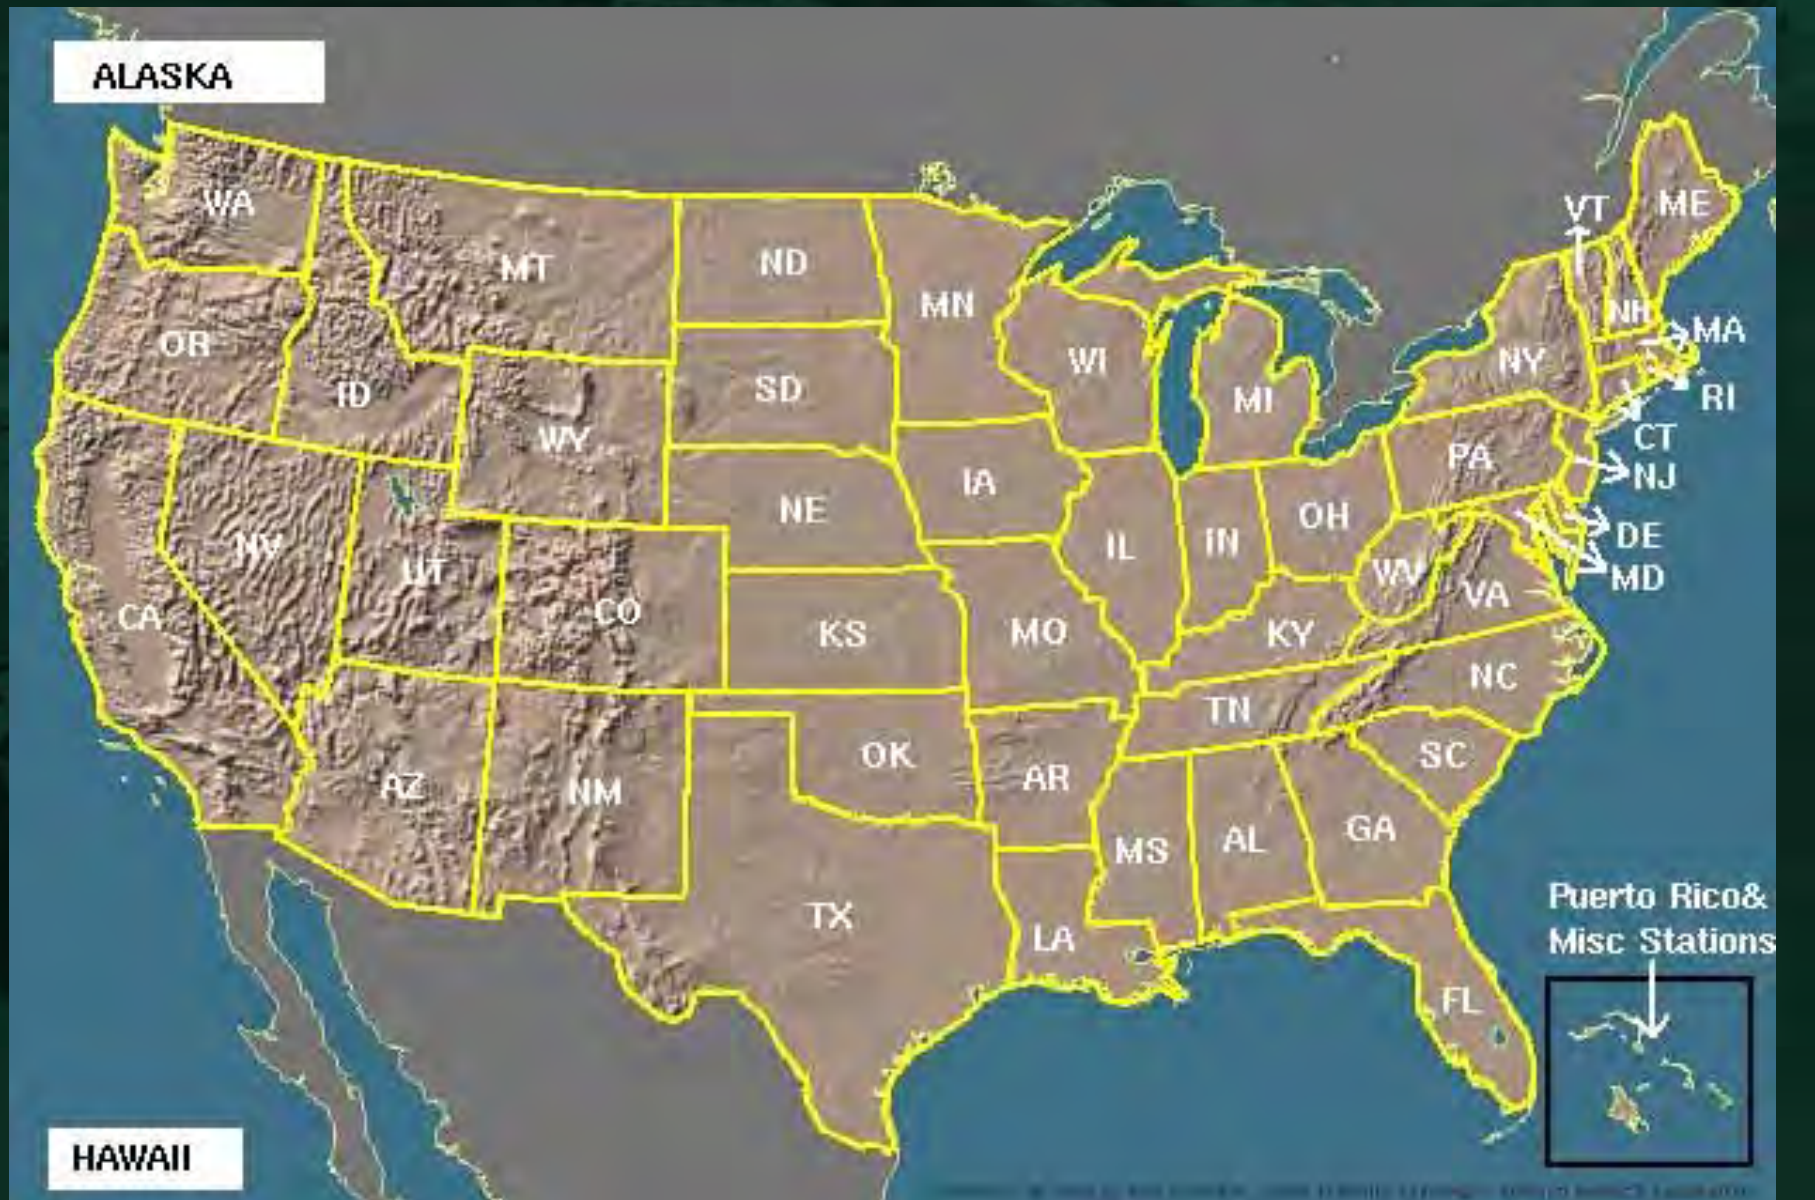 ALASKA
WA
MT
ND
MN
VT
ME
OR
ID
SD
WI
MI
NY
NH
MA
RI
CT
WY
NE
IA
PA
NJ
NV
UT
CO
IL
IN
OH
DE
MD
CA
KS
MO
KY
WV
VA
NC
TN
AZ
NM
OK
AR
SC
MS
AL
GA
TX
LA
FL
Puerto Rico&
Misc Stations
HAWAII